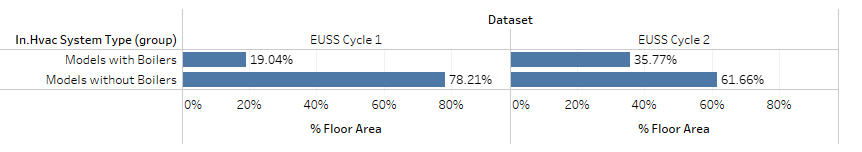 Dataset
In.Hvac System Type (group) EUSS Cycle 1 EUSS Cycle 2
Models with Boilers 19.04% 35.77%
Models without Boilers 78.21% 61.66%
0% 20% 40% 60% 80% 0% 20% 40% 60% 80%
% Floor Area % Floor Area